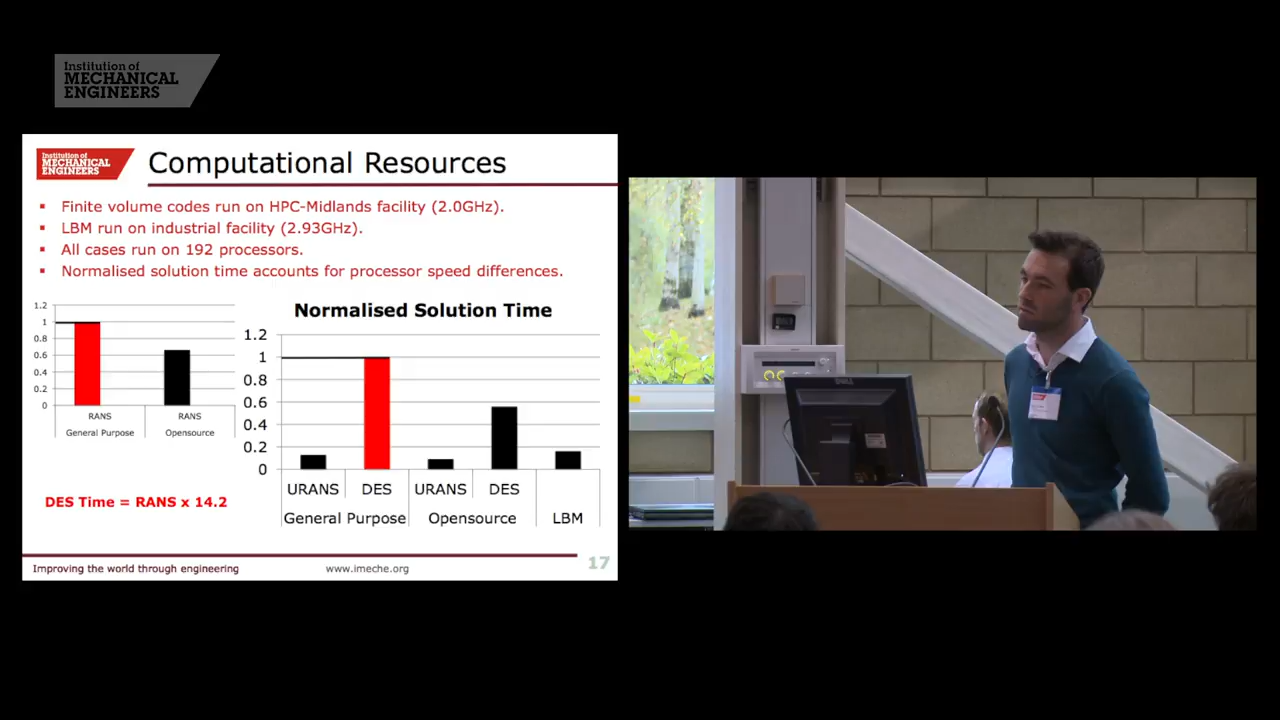 Institution of
MECHANICAL
ENGINEERS
Institution of
MECHANICAL
ENGINEERS
Computational Resources
▪ Finite volume codes run on HPC-Midlands facility (2.0GHz).
▪ LBM run on industrial facility (2.93GHz).
▪ All cases run on 192 processors.
▪ Normalised solution time accounts for processor speed differences.
1.2
1
0.8
0.6
0.4
0.2
0
RANS RANS
General Purpose Opensource
Normalised Solution Time
1.2
1
0.8
0.6
0.4
0.2
0
URANS DES URANS DES
General Purpose Opensource LBM
DES Time = RANS x 14.2
Improving the world through engineering www.imeche.org 17
DELL